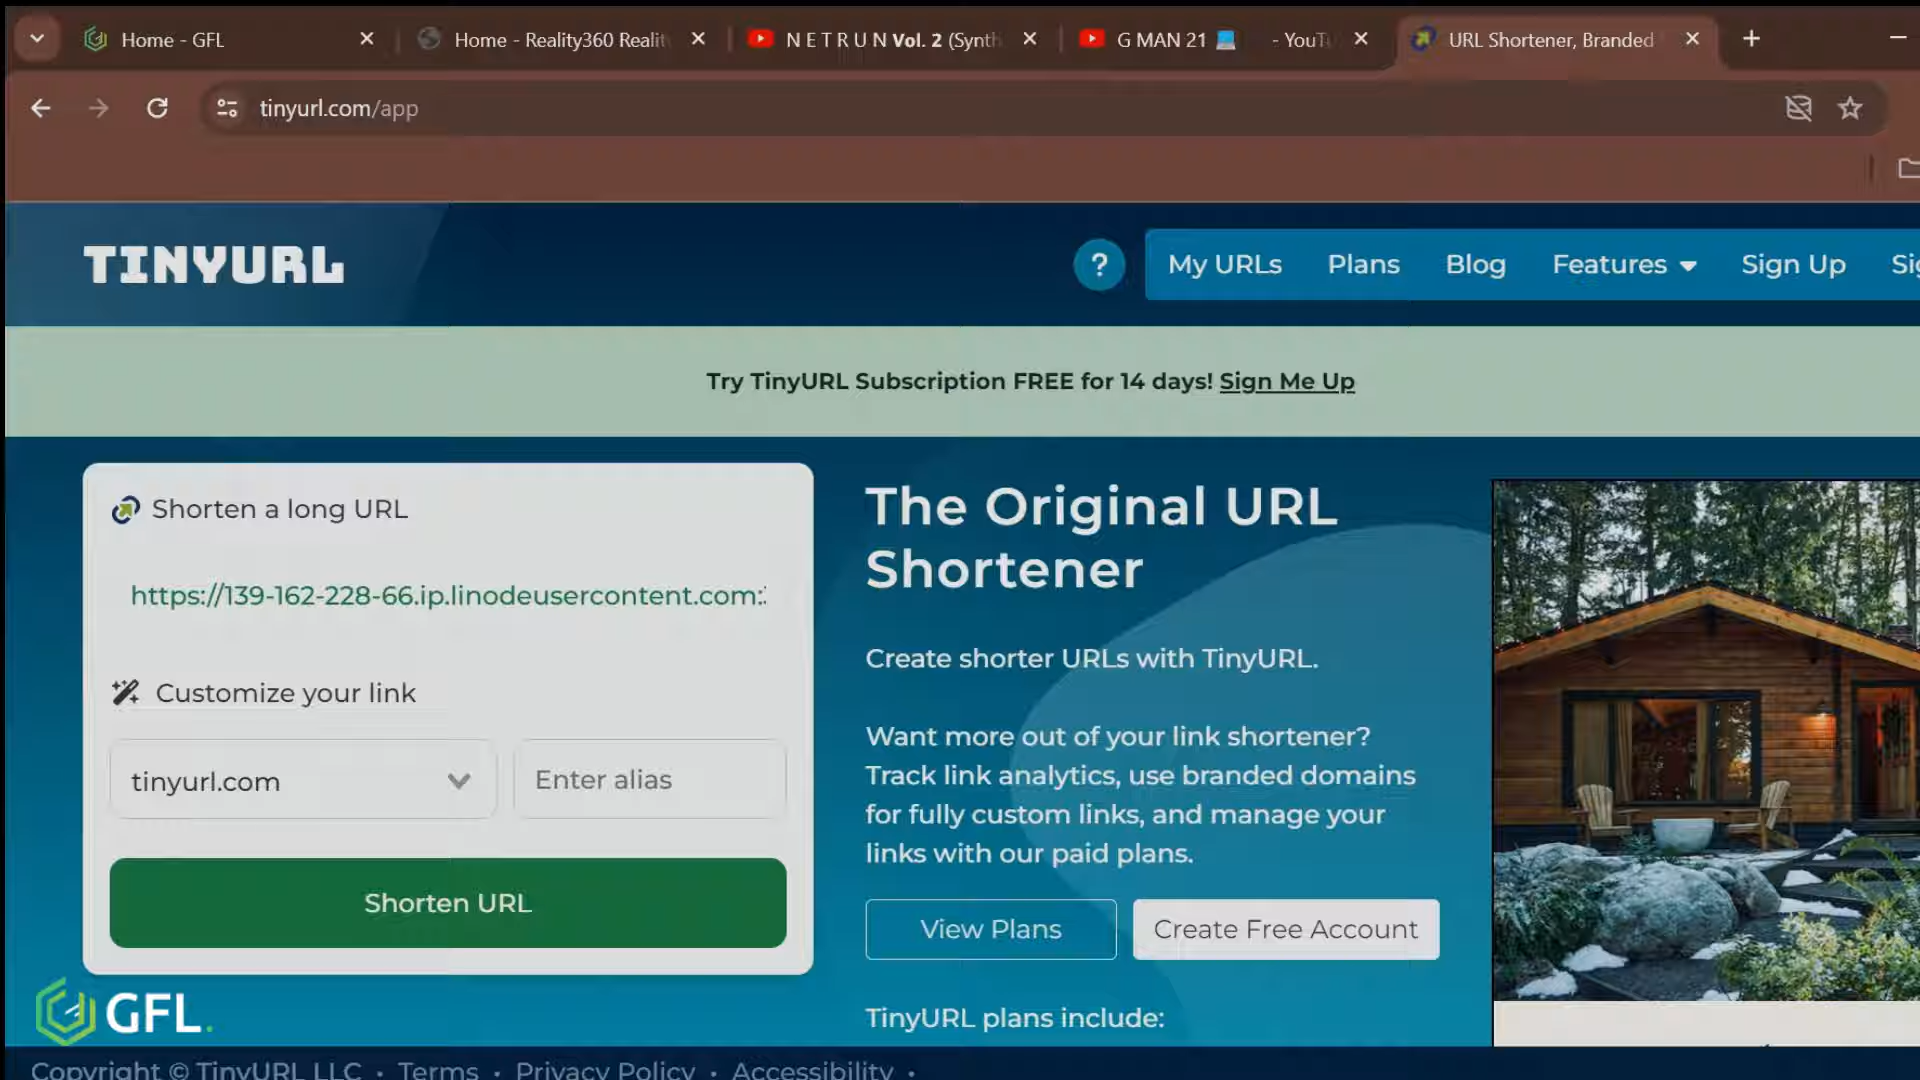 Home - GFL
Home - Reality360 Realit
N E T R U N Vol. 2 (Synth
G MAN 21 💻 - YouTu
URL Shortener, Branded
tinyurl.com/app
TINYURL
?
My URLs
Plans
Blog
Features
Sign Up
Sig
Try TinyURL Subscription FREE for 14 days! Sign Me Up
Shorten a long URL
https://139-162-228-66.ip.linodeusercontent.com:
Customize your link
tinyurl.com
Enter alias
Shorten URL
The Original URL
Shortener
Create shorter URLs with TinyURL.
Want more out of your link shortener?
Track link analytics, use branded domains
for fully custom links, and manage your
links with our paid plans.
View Plans
Create Free Account
TinyURL plans include:
GFL.
Copyright © TinyURL LLC • Terms • Privacy Policy • Accessibility •